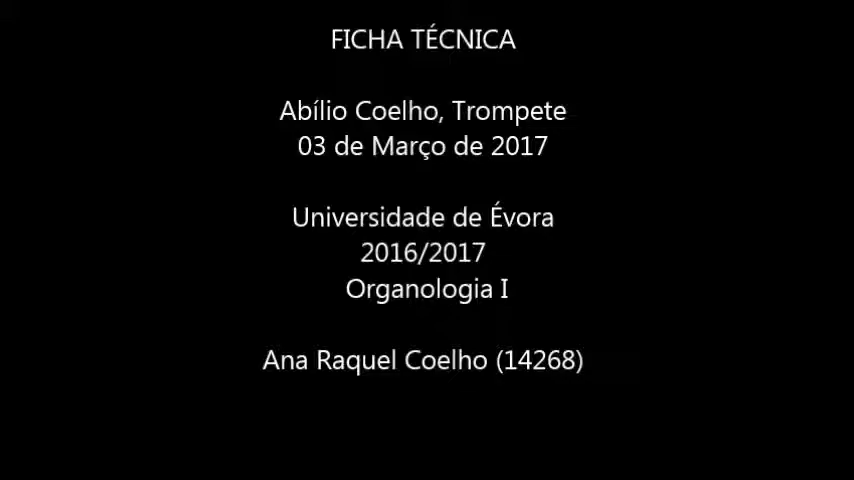 FICHA TÉCNICA
Abílio Coelho, Trompete
03 de Março de 2017
Universidade de Évora
2016/2017
Organologia I
Ana Raquel Coelho (14268)